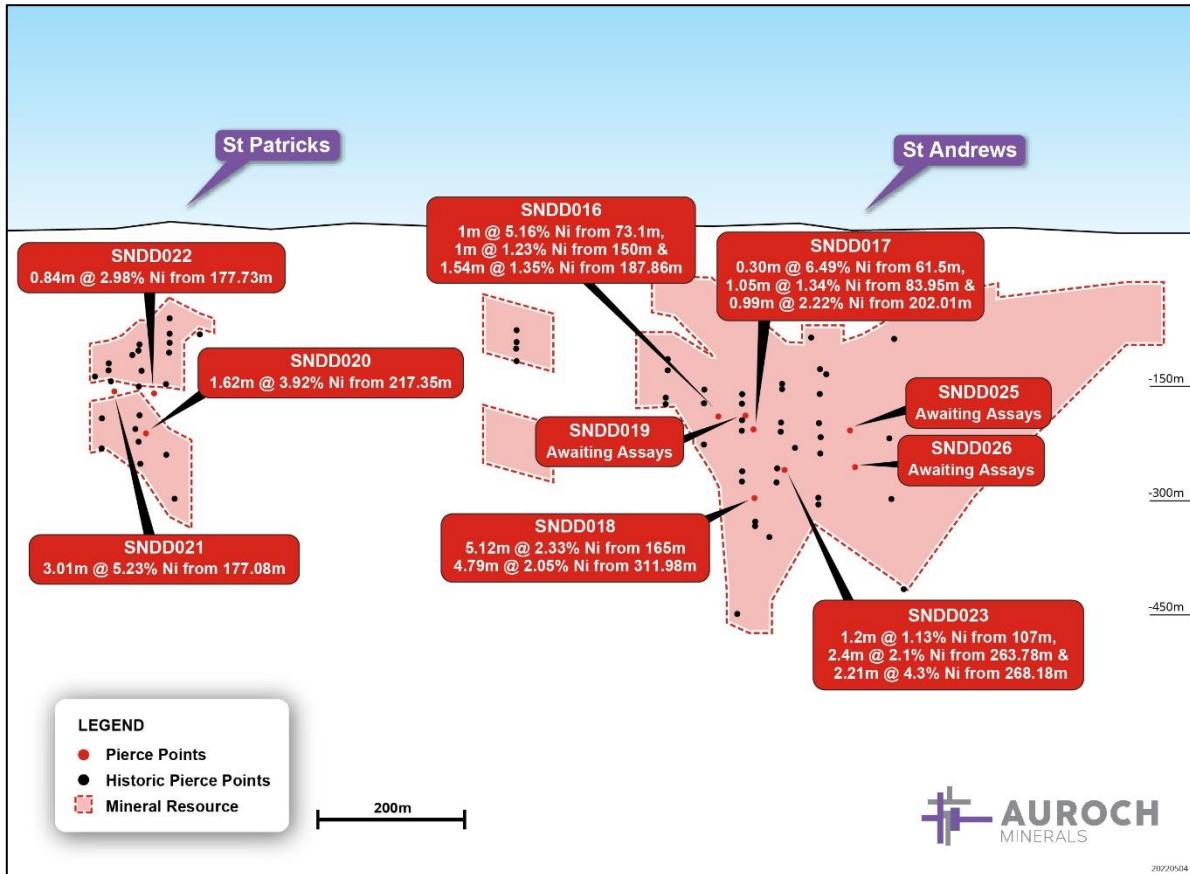 St Patricks
St Andrews
SNDD016
1m @ 5.16% Ni from 73.1m,
1m @ 1.23% Ni from 150m &
1.54m @ 1.35% Ni from 187.86m
SNDD017
0.30m @ 6.49% Ni from 61.5m,
1.05m @ 1.34% Ni from 83.95m &
0.99m @ 2.22% Ni from 202.01m
SNDD022
0.84m @ 2.98% Ni from 177.73m
SNDD020
1.62m @ 3.92% Ni from 217.35m
-150m
SNDD025
Awaiting Assays
SNDD019
Awaiting Assays
SNDD026
Awaiting Assays
-300m
SNDD018
5.12m @ 2.33% Ni from 165m
4.79m @ 2.05% Ni from 311.98m
SNDD021
3.01m @ 5.23% Ni from 177.08m
-450m
SNDD023
1.2m @ 1.13% Ni from 107m,
2.4m @ 2.1% Ni from 263.78m &
2.21m @ 4.3% Ni from 268.18m
LEGEND
Pierce Points
Historic Pierce Points
Mineral Resource
200m
AUROCH
MINERALS
20220504